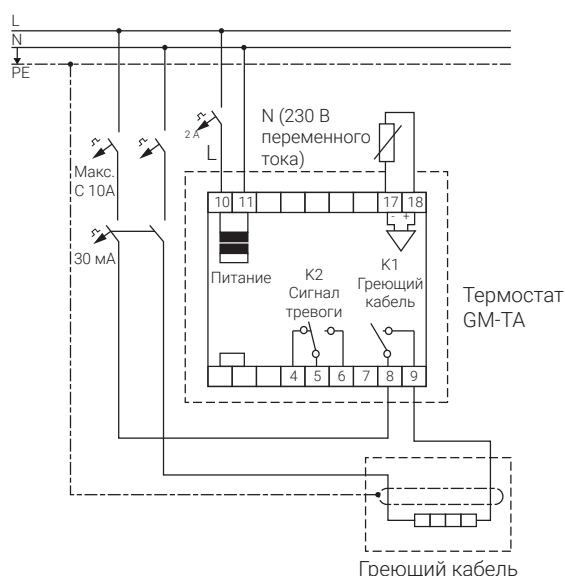 L
N
PE
2 А
L
N (230 В
переменного
тока)
Макс.
C 10А
30 мА
10 11 17 18
- +
Питание
K2
Сигнал
тревоги
K1
Греющий
кабель
Термостат
GM-TA
4 5 6 7 8 9
Греющий кабель